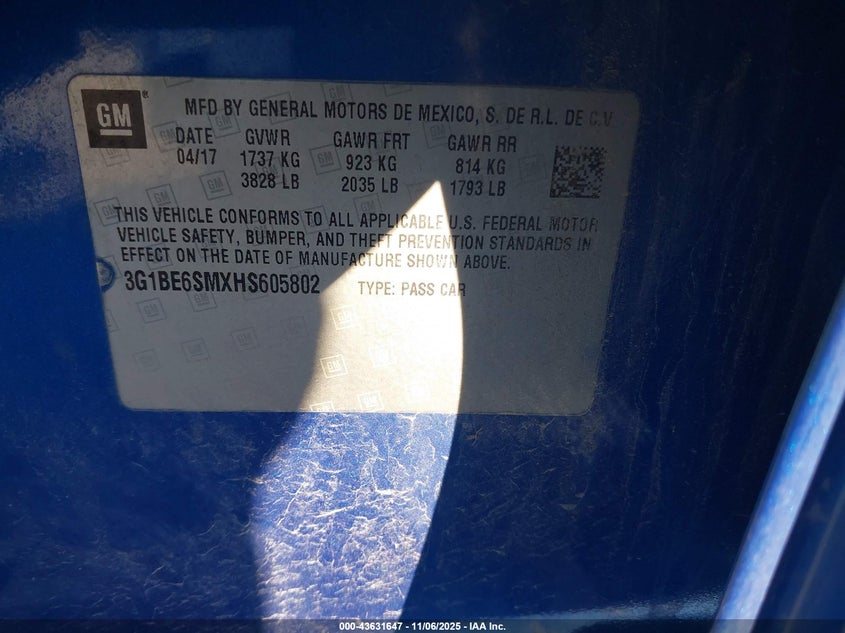 GM ®
MFD BY GENERAL MOTORS DE MEXICO, S. DE R.L. DE C.V
DATE GVWR GAWR FRT GAWR RR
04/17 1737 KG 923 KG 814 KG
3828 LB 2035 LB 1793 LB
THIS VEHICLE CONFORMS TO ALL APPLICABLE U.S. FEDERAL MOTOR
VEHICLE SAFETY, BUMPER, AND THEFT PREVENTION STANDARDS IN
EFFECT ON THE DATE OF MANUFACTURE SHOWN ABOVE.
3G1BE6SMXHS605802 TYPE: PASS CAR
000-43631647 - 11/06/2025 - IAA Inc.